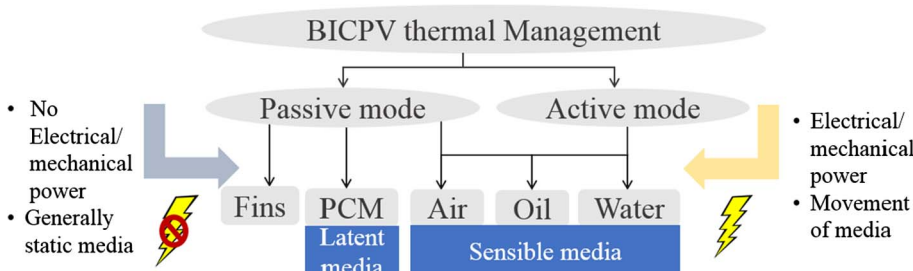 BICPV thermal Management
Passive mode
Active mode
• No
Electrical/
mechanical
power
• Generally
static media
• Electrical/
mechanical
power
• Movement
of media
Fins
PCM
Air
Oil
Water
Latent
media
Sensible media